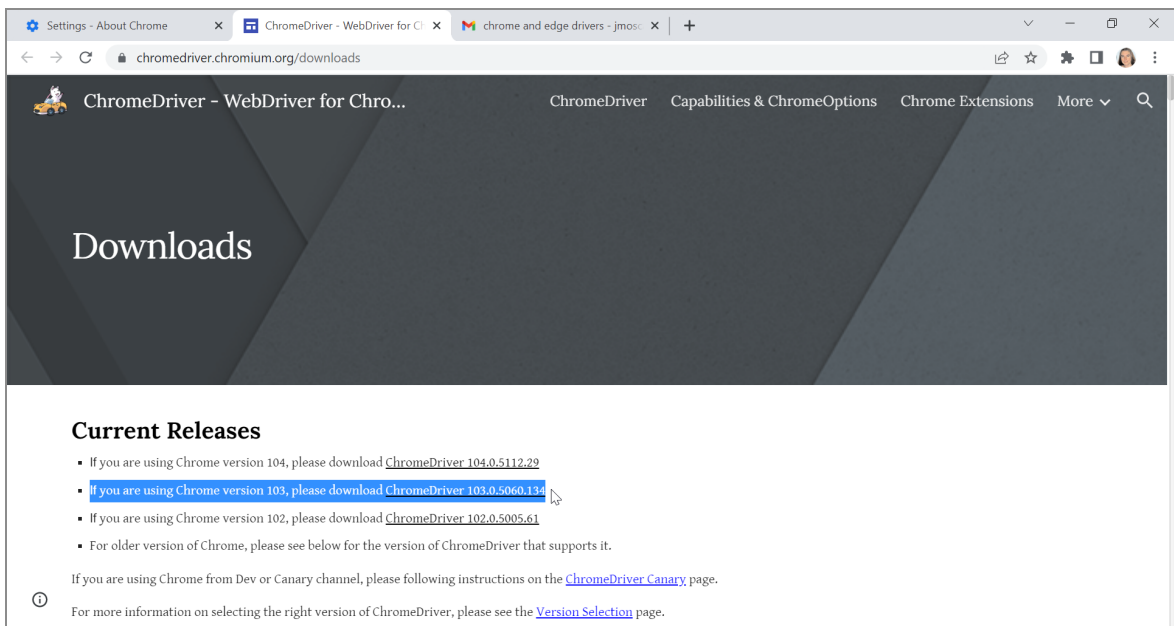 Settings - About Chrome
ChromeDriver - WebDriver for Ch
chrome and edge drivers - jmosc
chromedriver.chromium.org/downloads
ChromeDriver - WebDriver for Chro...
ChromeDriver
Capabilities & ChromeOptions
Chrome Extensions
More
Downloads
Current Releases
If you are using Chrome version 104, please download ChromeDriver 104.0.5112.29
If you are using Chrome version 103, please download ChromeDriver 103.0.5060.134
If you are using Chrome version 102, please download ChromeDriver 102.0.5005.61
For older version of Chrome, please see below for the version of ChromeDriver that supports it.
If you are using Chrome from Dev or Canary channel, please following instructions on the ChromeDriver Canary page.
For more information on selecting the right version of ChromeDriver, please see the Version Selection page.